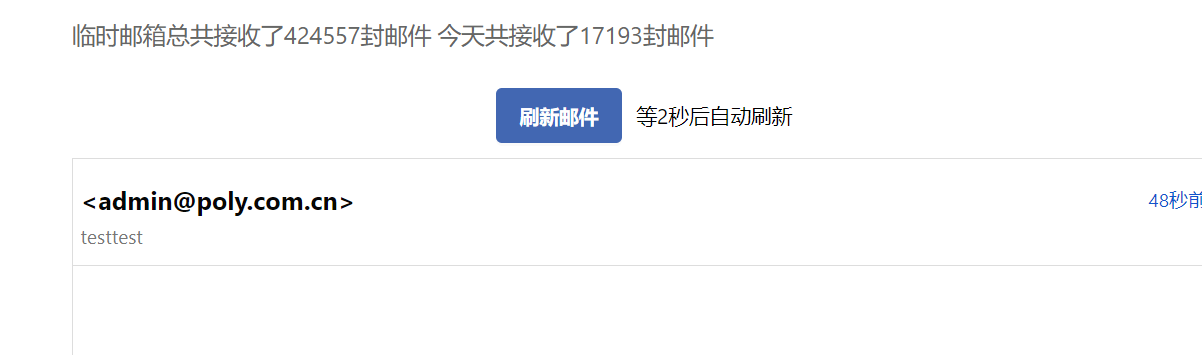 临时邮箱总共接收了424557封邮件 今天共接收了17193封邮件
刷新邮件 等2秒后自动刷新
<admin@poly.com.cn> 48秒前
testtest